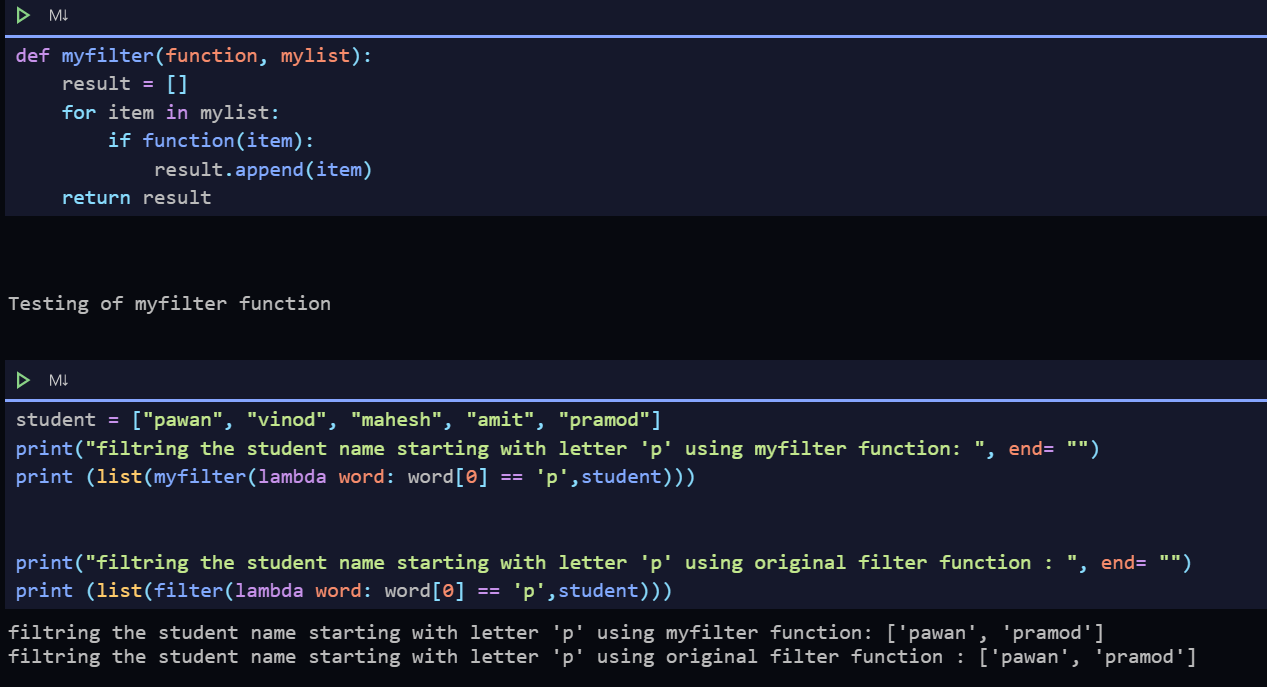 M↓
def myfilter(function, mylist):
    result = []
    for item in mylist:
        if function(item):
            result.append(item)
    return result
Testing of myfilter function
M↓
student = ["pawan", "vinod", "mahesh", "amit", "pramod"]
print("filtring the student name starting with letter 'p' using myfilter function: ", end= "")
print (list(myfilter(lambda word: word[0] == 'p',student)))
print("filtring the student name starting with letter 'p' using original filter function : ", end= "")
print (list(filter(lambda word: word[0] == 'p',student)))
filtring the student name starting with letter 'p' using myfilter function: ['pawan', 'pramod']
filtring the student name starting with letter 'p' using original filter function : ['pawan', 'pramod']